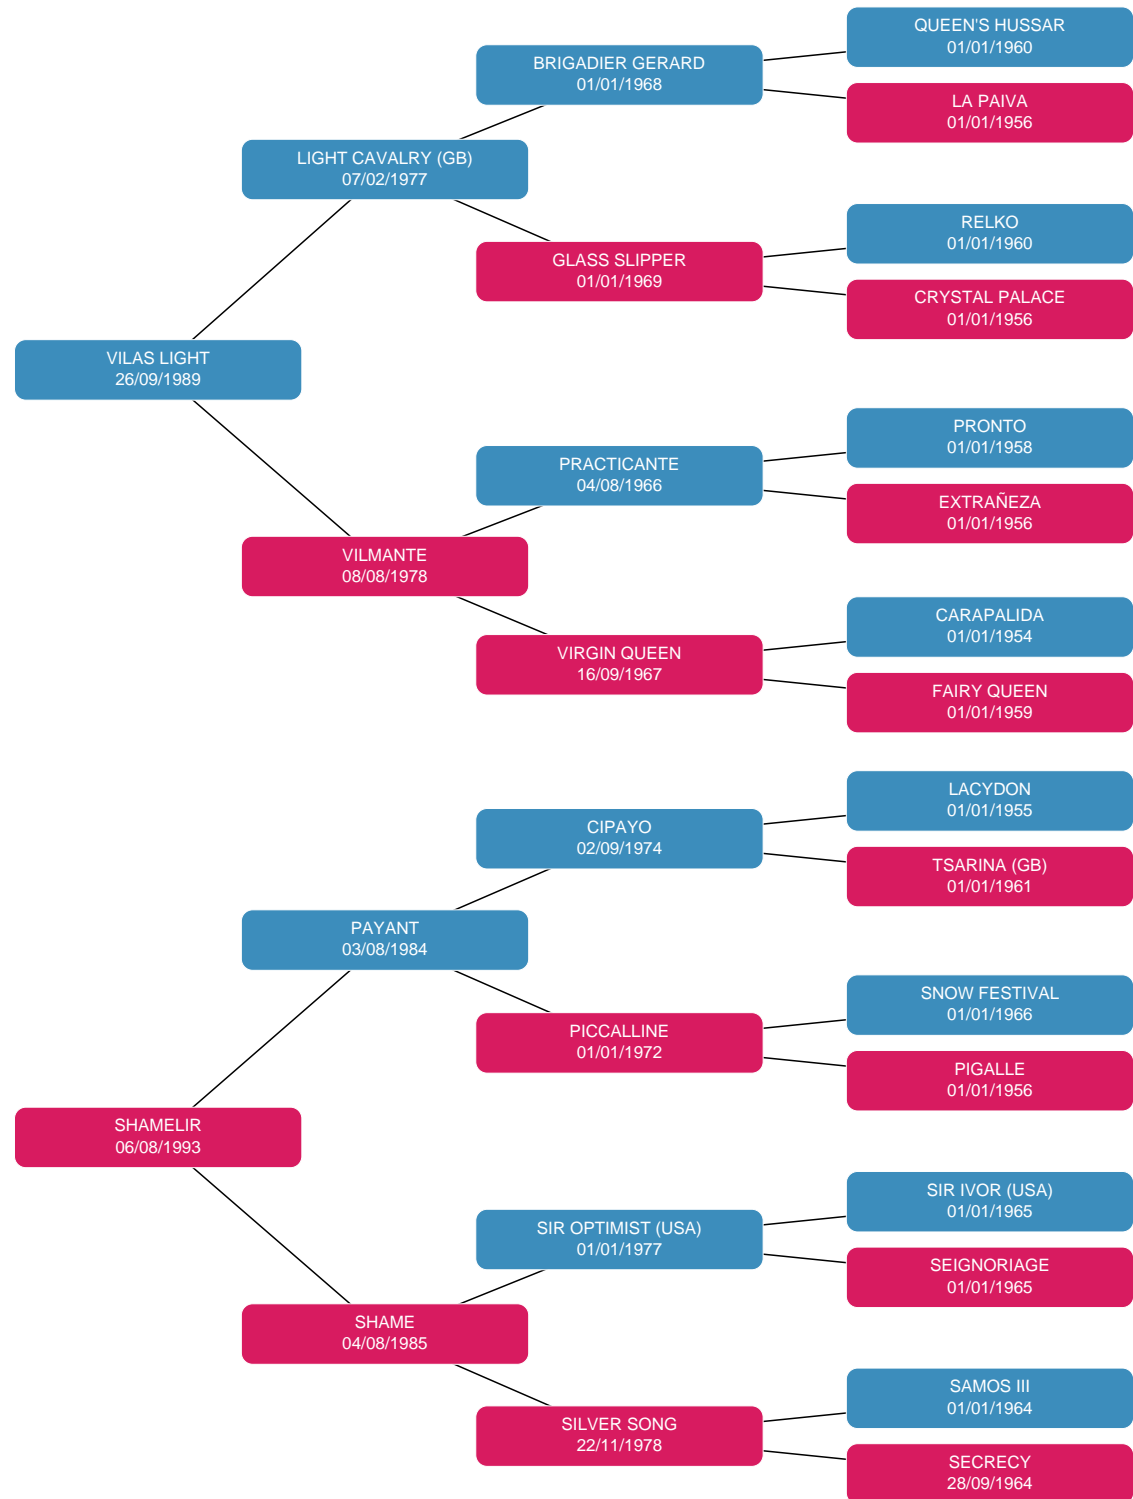 QUEEN'S HUSSAR
01/01/1960
BRIGADIER GERARD
01/01/1968
LA PAIVA
01/01/1956
LIGHT CAVALRY (GB)
07/02/1977
RELKO
01/01/1960
GLASS SLIPPER
01/01/1969
CRYSTAL PALACE
01/01/1956
VILAS LIGHT
26/09/1989
PRONTO
01/01/1958
PRACTICANTE
04/08/1966
EXTRAÑEZA
01/01/1956
VILMANTE
08/08/1978
CARAPALIDA
01/01/1954
VIRGIN QUEEN
16/09/1967
FAIRY QUEEN
01/01/1959
LACYDON
01/01/1955
CIPAYO
02/09/1974
TSARINA (GB)
01/01/1961
PAYANT
03/08/1984
SNOW FESTIVAL
01/01/1966
PICCALLINE
01/01/1972
PIGALLE
01/01/1956
SHAMELIR
06/08/1993
SIR IVOR (USA)
01/01/1965
SIR OPTIMIST (USA)
01/01/1977
SEIGNORIAGE
01/01/1965
SHAME
04/08/1985
SAMOS III
01/01/1964
SILVER SONG
22/11/1978
SECRECY
28/09/1964